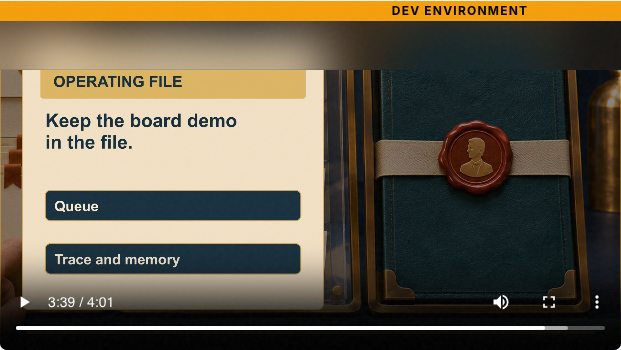 DEV ENVIRONMENT
OPERATING FILE
Keep the board demo
in the file.
Queue
Trace and memory
3:39 / 4:01